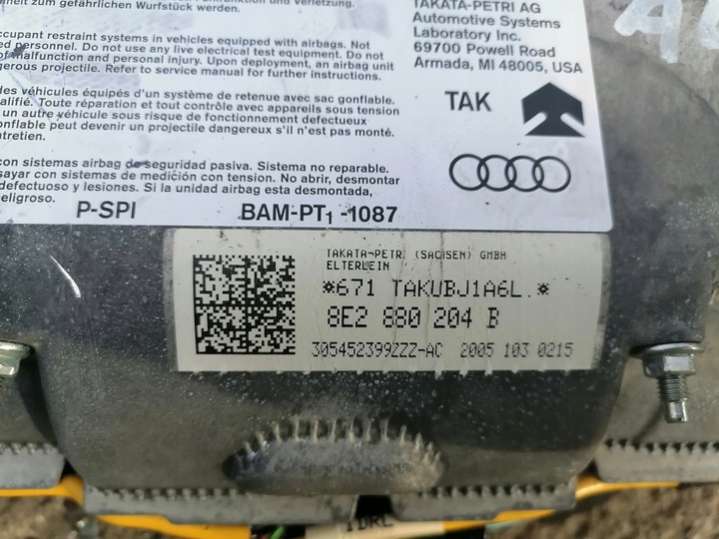 heit zum gefährlichen Wurfstück werden.
TAKATA-PETRI AG
Automotive Systems
Laboratory Inc.
69700 Powell Road
Armada, MI 48005, USA
occupant restraint systems in vehicles equipped with airbags. Not
personnel. Do not use any live electrical test equipment. Do not
malfunction and personal injury. Upon deployment, an airbag unit
gerous projectile. Refer to service manual for further instructions.
des véhicules équipés d'un système de retenue avec sac gonflable.
alifié. Toute réparation et tout contrôle avec appareils sous tension
un autre véhicule sous risque de fonctionnement défectueux
onflable peut devenir un projectile dangereux s'il n'est pas monté.
ntretien.
TAK
con sistemas airbag de seguridad pasiva. Sistema no reparable.
sayar con sistemas de medición con tensión. No abrir, desmontar
defectuoso y lesiones. Si la unidad airbag esta desmontada,
eligroso.
P-SPI BAM-PT1-1087
TAKATA-PETRI (SACHSEN) GMBH
ELTERLEIN
*671 TAKUBJ1A6L.*
8E2 880 204 B
305452399ZZZ-AC 2005 103 0215